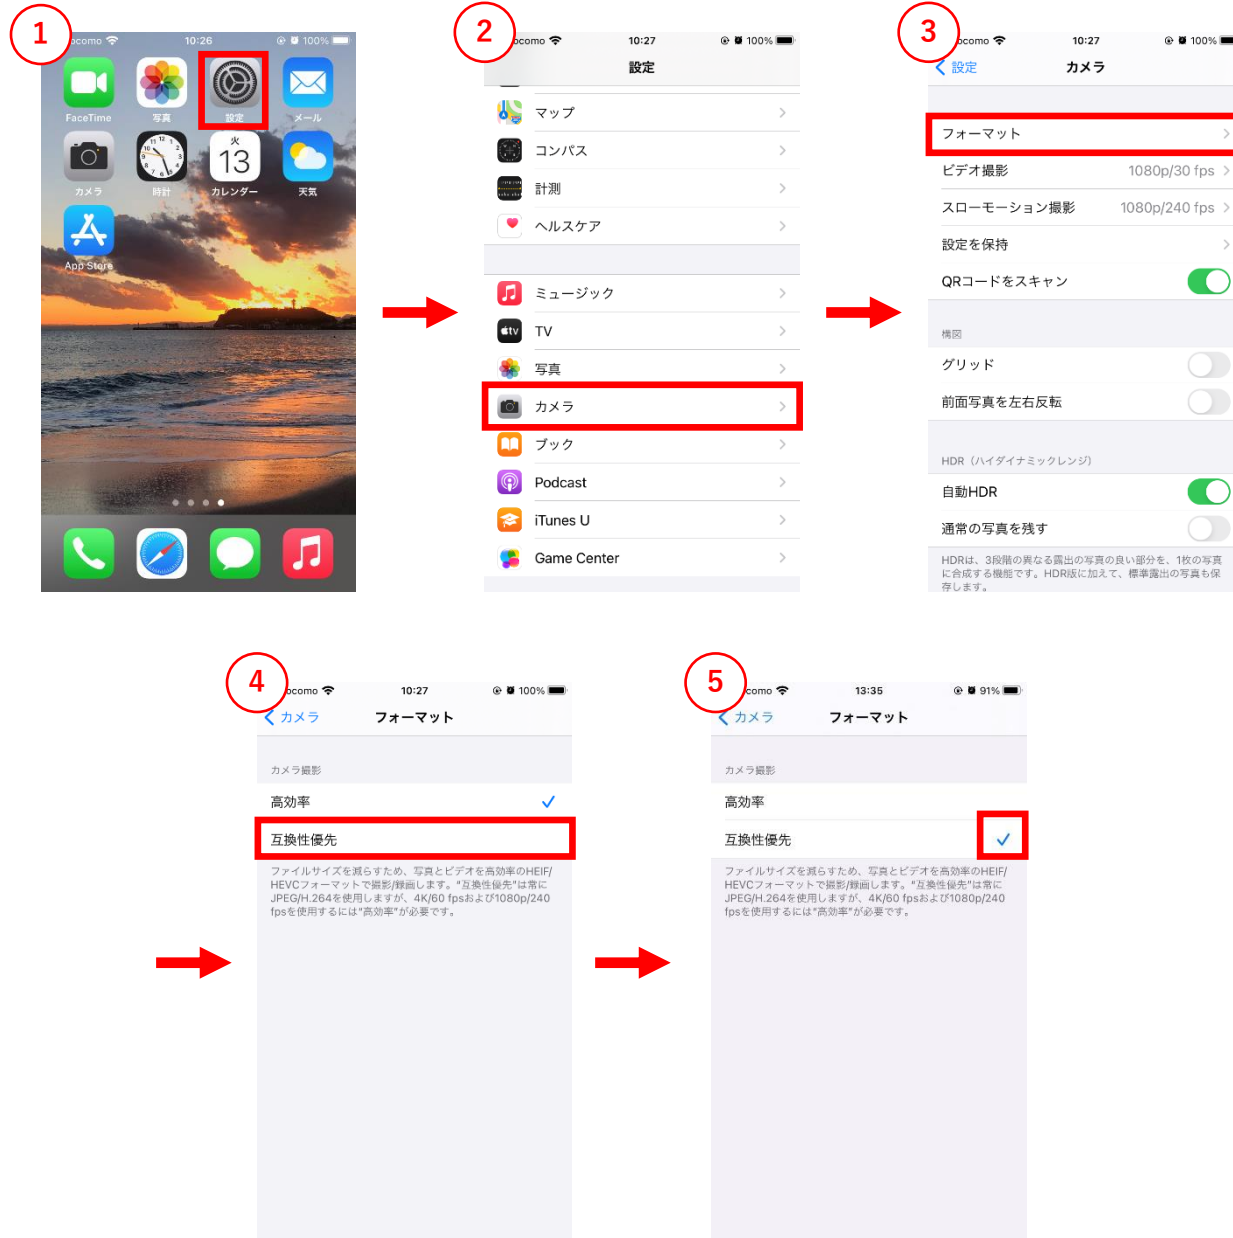 1
ocomo 10:26 100%
FaceTime 写真 設定 メール
火
13
カメラ 時計 カレンダー 天気
App Store
2
ocomo 10:27 100%
設定
マップ
コンパス
計測
ヘルスケア
ミュージック
tv TV
写真
カメラ
ブック
Podcast
iTunes U
Game Center
3
ocomo 10:27 100%
設定 カメラ
フォーマット
ビデオ撮影 1080p/30 fps
スローモーション撮影 1080p/240 fps
設定を保持
QRコードをスキャン
構図
グリッド
前面写真を左右反転
HDR（ハイダイナミックレンジ）
自動HDR
通常の写真を残す
HDRは、3段階の異なる露出の写真の良い部分を、1枚の写真
に合成する機能です。HDR版に加えて、標準露出の写真も保
存します。
4
ocomo 10:27 100%
カメラ フォーマット
カメラ撮影
高効率
互換性優先
ファイルサイズを減らすため、写真とビデオを高効率のHEIF/
HEVCフォーマットで撮影/録画します。"互換性優先"は常に
JPEG/H.264を使用しますが、4K/60 fpsおよび1080p/240
fpsを使用するには"高効率"が必要です。
5
como 13:35 91%
カメラ フォーマット
カメラ撮影
高効率
互換性優先
ファイルサイズを減らすため、写真とビデオを高効率のHEIF/
HEVCフォーマットで撮影/録画します。"互換性優先"は常に
JPEG/H.264を使用しますが、4K/60 fpsおよび1080p/240
fpsを使用するには"高効率"が必要です。